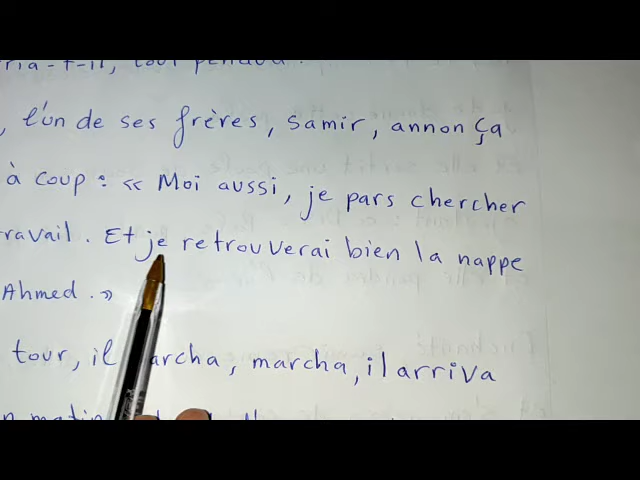 l'un de ses frères, Samir, annonça
à coup : « Moi aussi, je pars chercher
ravail. Et je retrouverai bien la nappe
Ahmed. »
tour, il marcha, marcha, il arriva